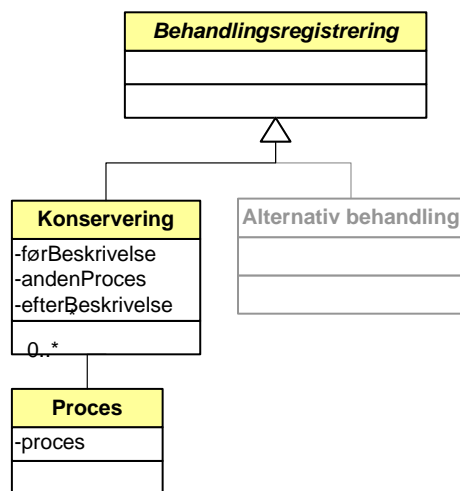 Behandlingsregistrering
Konservering
-førBeskrivelse
-andenProces
-efterBeskrivelse
*
0..*
Alternativ behandling
Proces
-proces